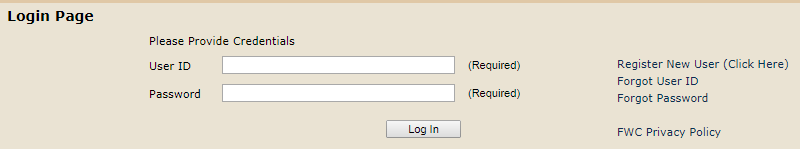 Login Page
Please Provide Credentials
User ID (Required)
Password (Required)
Log In
Register New User (Click Here)
Forgot User ID
Forgot Password
FWC Privacy Policy